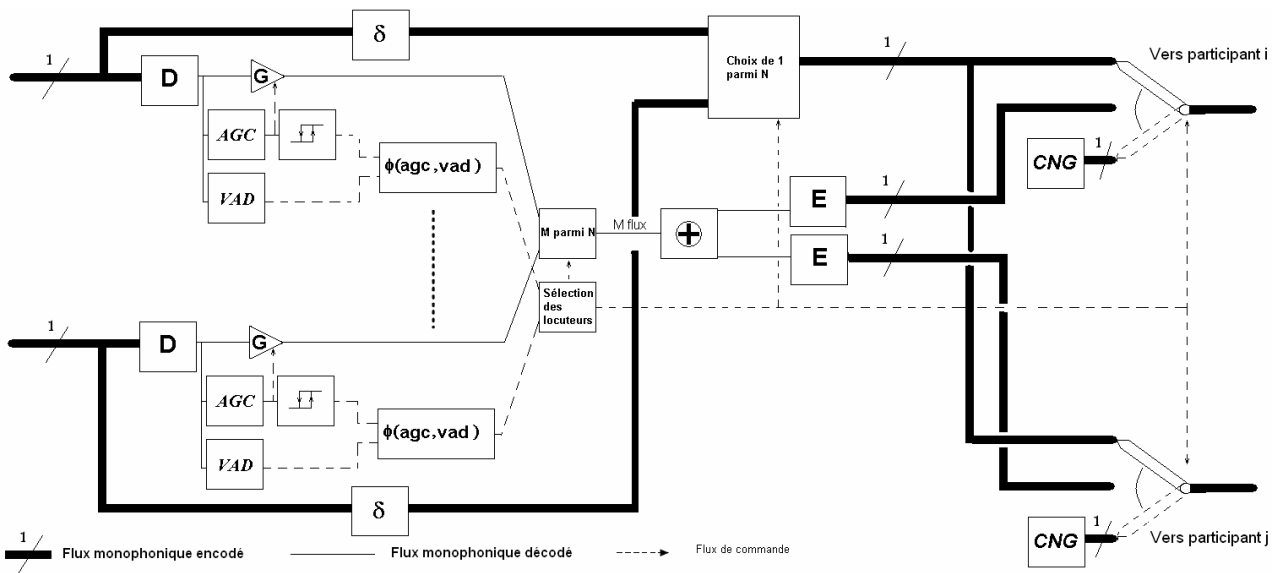 1
δ
D
G
AGC
VAD
ϕ(agc,vad)
Choix de 1
parmi N
1
Vers participant i
CNG
1
M parmi N
M flux
+
E
1
E
1
Sélection
des
locuteurs
1
D
G
AGC
VAD
ϕ(agc,vad)
δ
CNG
1
Vers participant j
1
Flux monophonique encodé
Flux monophonique décodé
Flux de commande